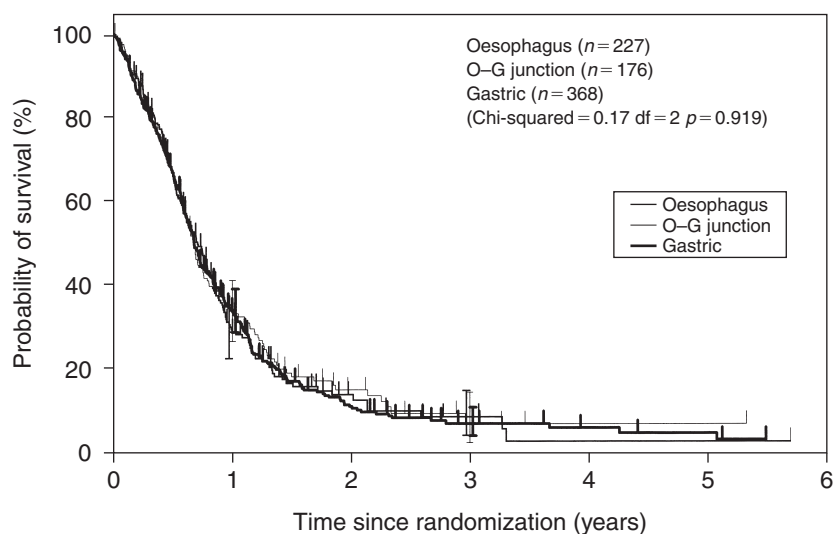 100
80
60
40
20
0
Probability of survival (%)
Oesophagus (n=227)
O–G junction (n=176)
Gastric (n=368)
(Chi-squared=0.17 df=2 p=0.919)
Oesophagus
O–G junction
Gastric
0 1 2 3 4 5 6
Time since randomization (years)